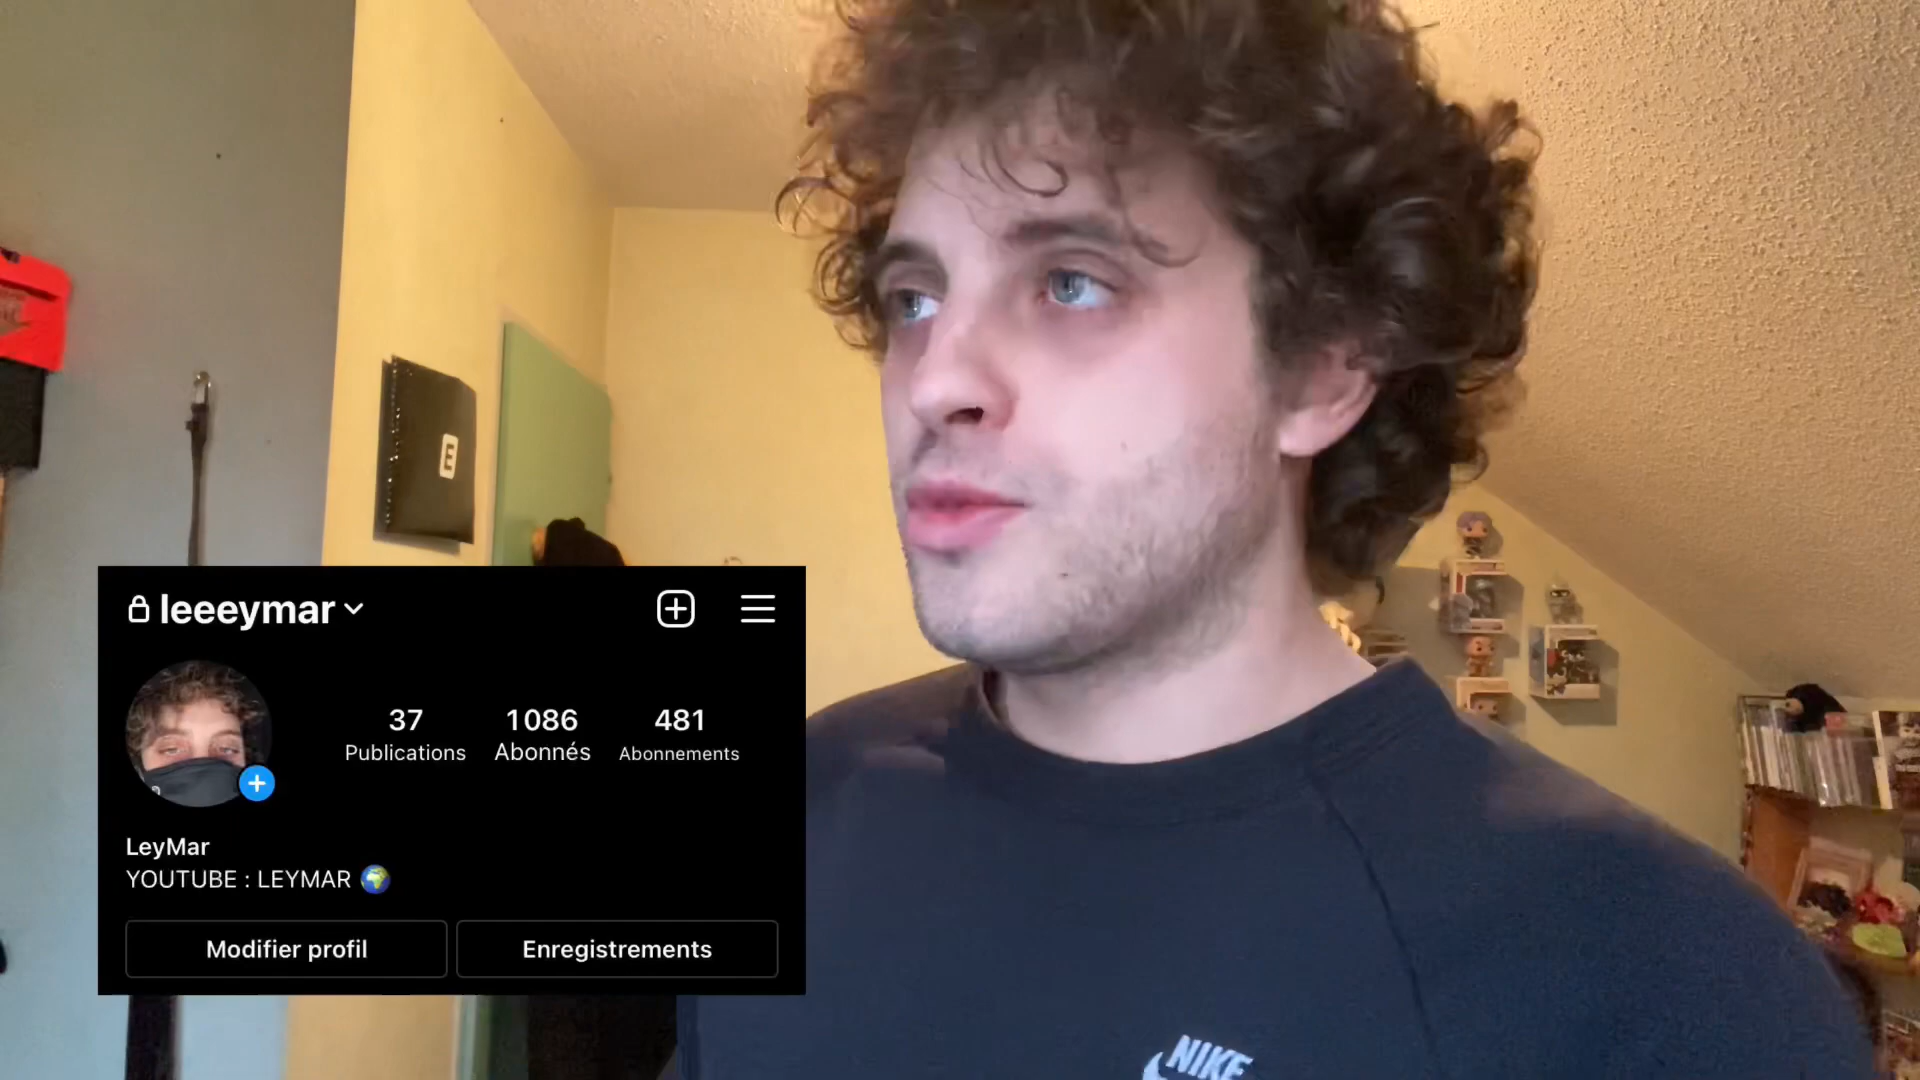 leeeymar
37 1086 481
Publications Abonnés Abonnements
LeyMar
YOUTUBE : LEYMAR
Modifier profil Enregistrements
E
NIKE